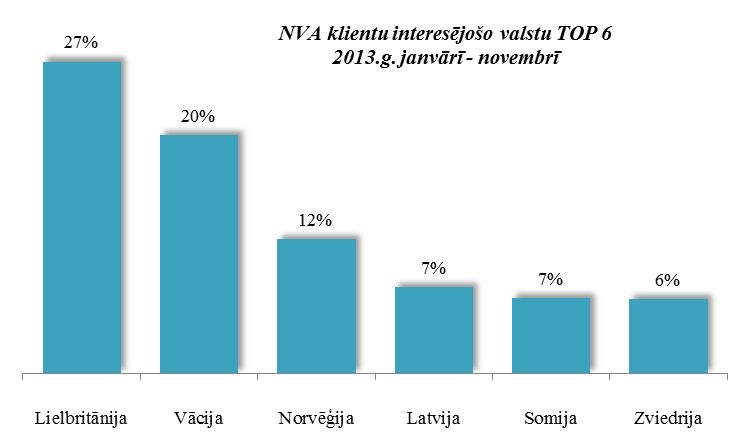 NVA klientu interesējošo valstu TOP 6
2013.g. janvārī - novembrī
27%
20%
12%
7%
7%
6%
Lielbritānija
Vācija
Norvēģija
Latvija
Somija
Zviedrija